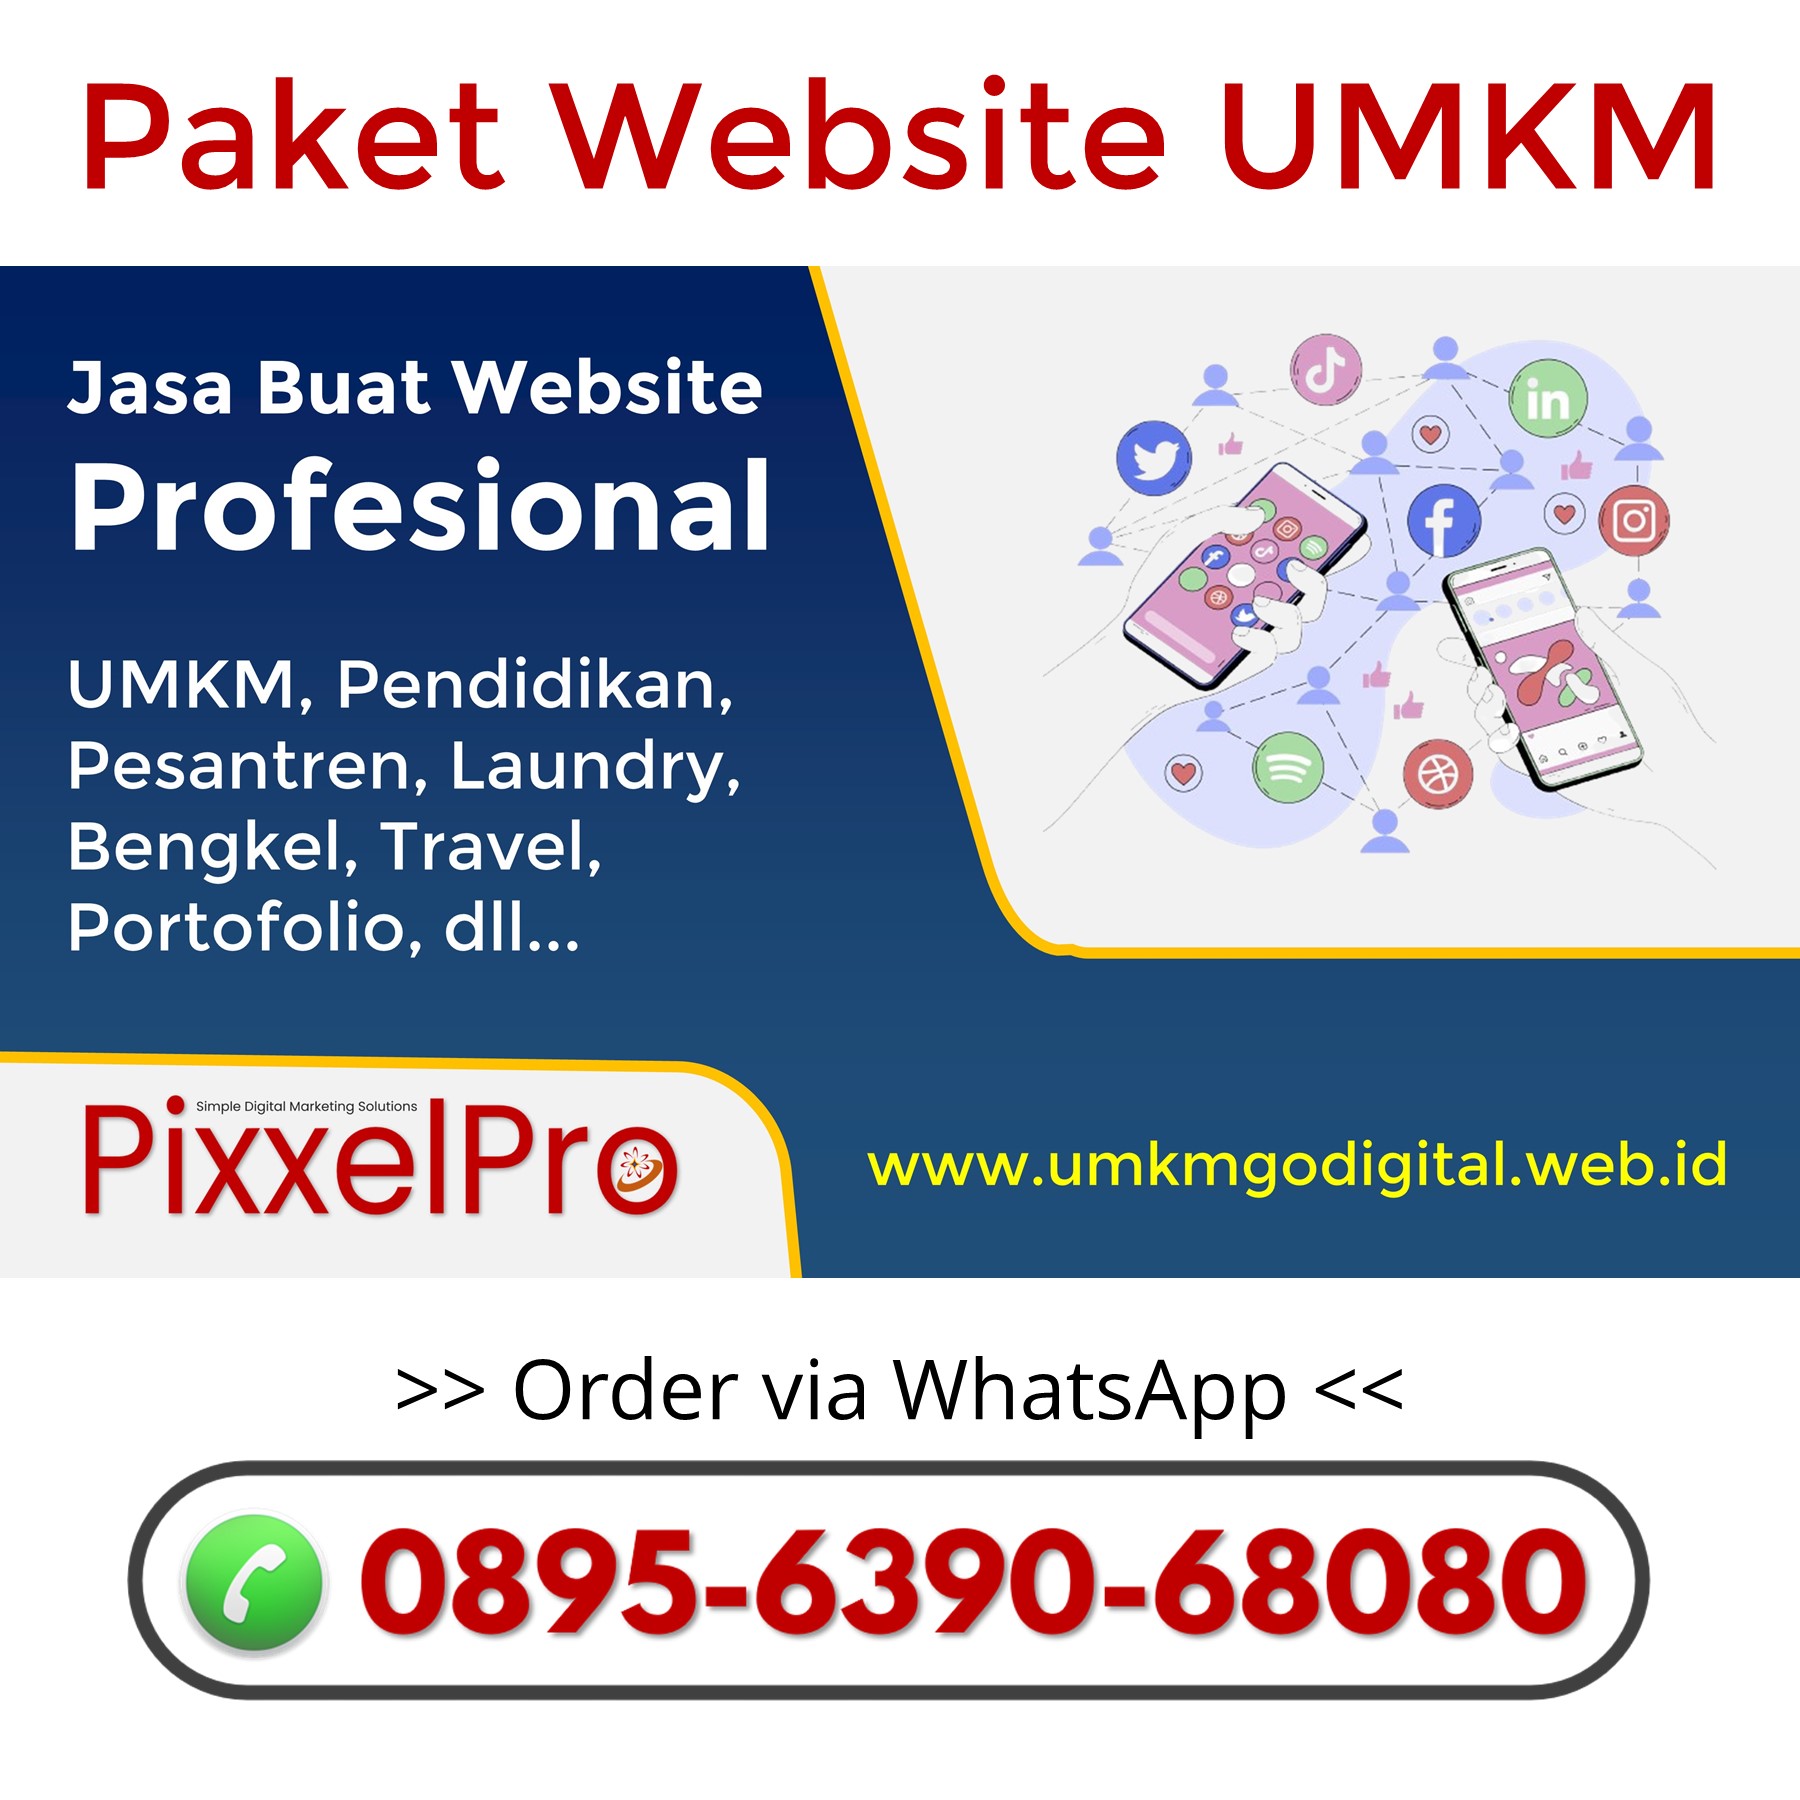 Paket Website UMKM
Jasa Buat Website
Profesional
UMKM, Pendidikan,
Pesantren, Laundry,
Bengkel, Travel,
Portofolio, dll...
Simple Digital Marketing Solutions
PixxelPro
www.umkmgodigital.web.id
>> Order via WhatsApp <<
0895-6390-68080